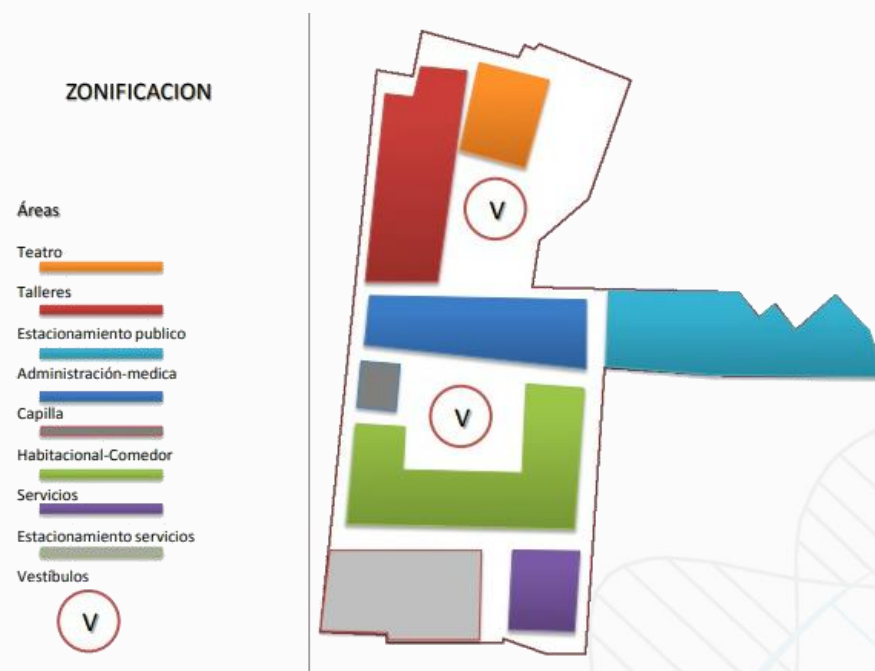 ZONIFICACION
Áreas
Teatro
Talleres
Estacionamiento publico
Administración-medica
Capilla
Habitacional-Comedor
Servicios
Estacionamiento servicios
Vestíbulos
V
V
V